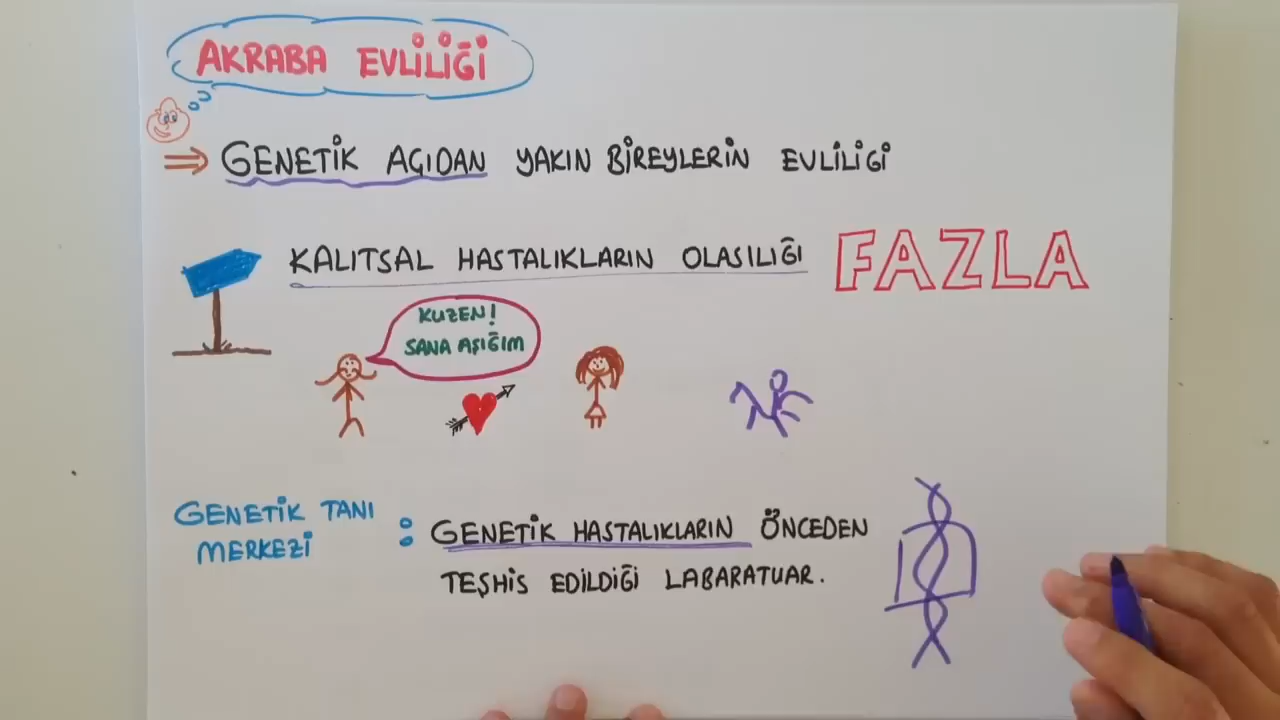 AKRABA EVLİLİĞİ
⇒ GENETİK AÇIDAN YAKIN BİREYLERİN EVLİLİGİ
KALITSAL HASTALIKLARIN OLASILIĞI FAZLA
KUZEN!
SANA AŞIĞIM
GENETİK TANI
MERKEZİ : GENETİK HASTALIKLARIN ÖNCEDEN
TEŞHİS EDİLDİĞİ LABARATUAR.